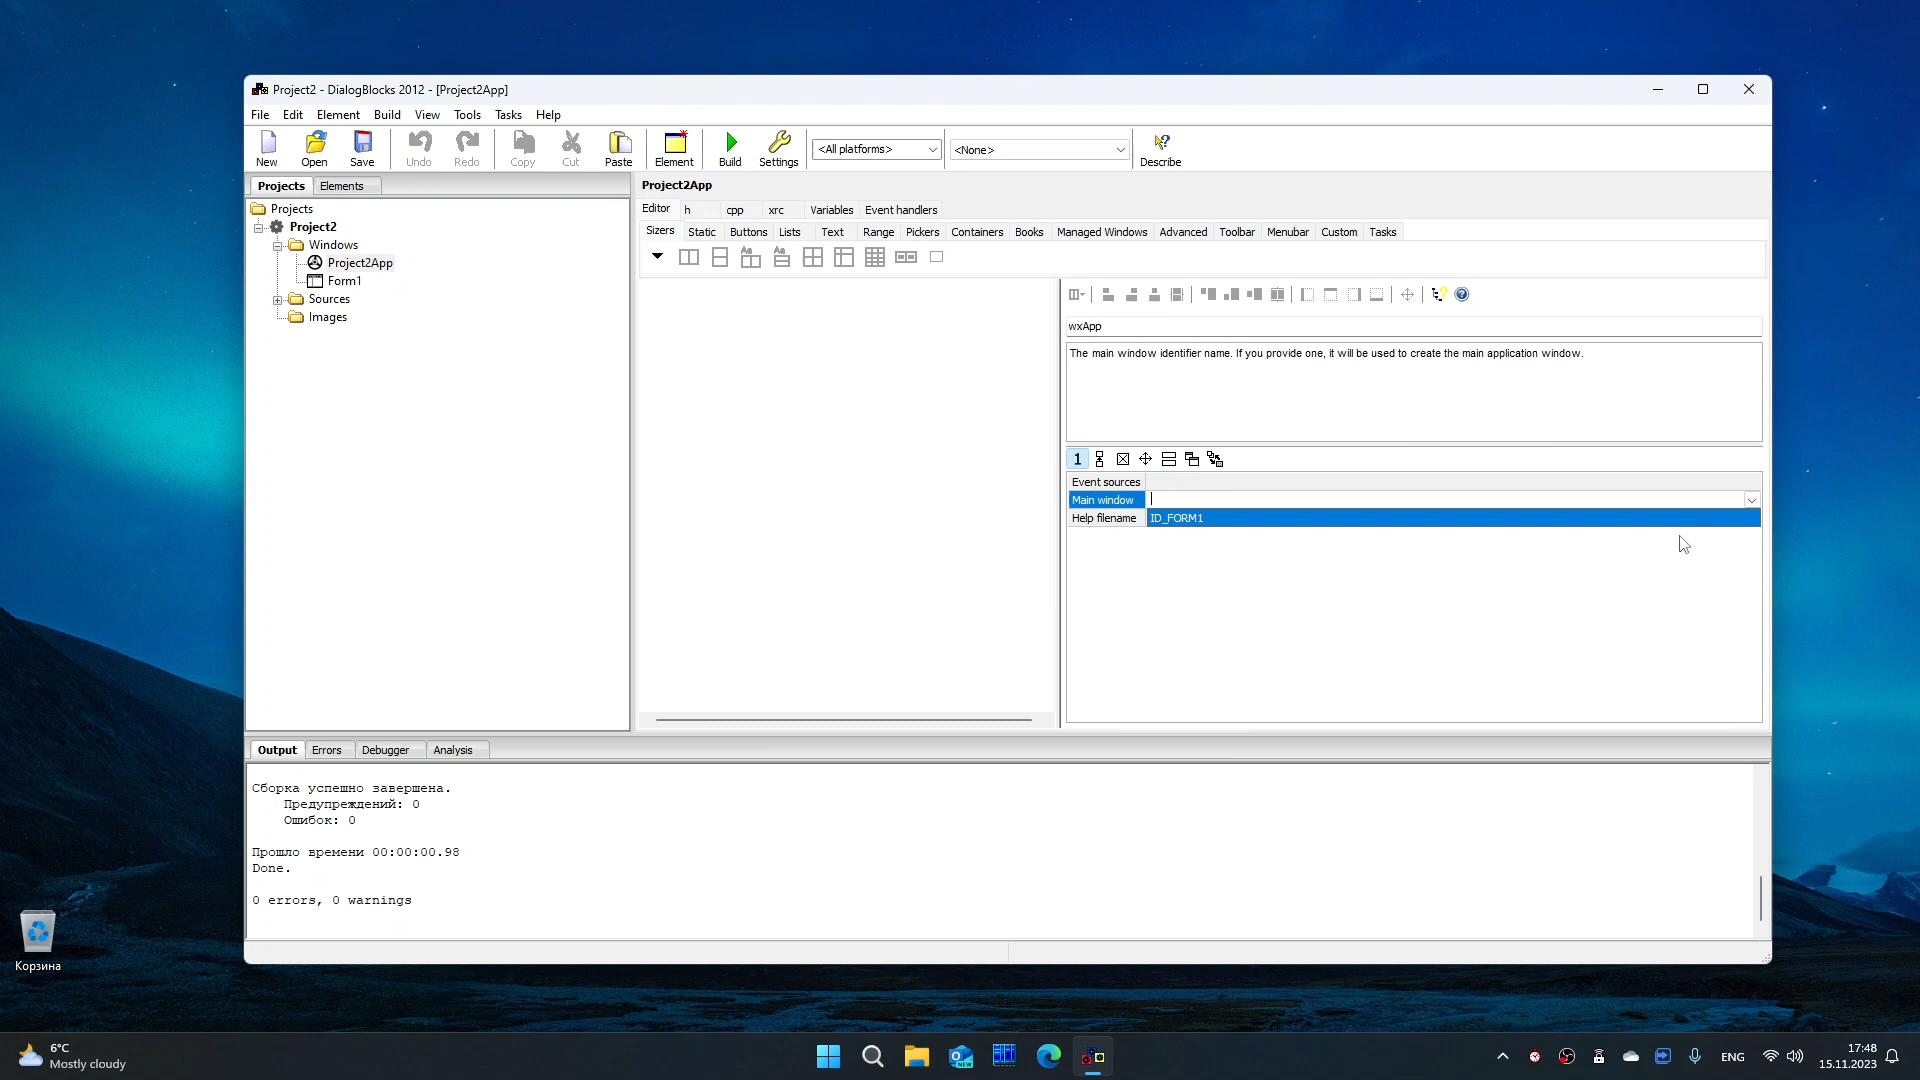 Project2 - DialogBlocks 2012 - [Project2App]
File Edit Element Build View Tools Tasks Help
New Open Save Undo Redo Copy Cut Paste Element Build Settings <All platforms> <None> Describe
Projects Elements
Projects
Project2
Windows
Project2App
Form1
Sources
Images
Project2App
Editor h cpp xrc Variables Event handlers
Sizers Static Buttons Lists Text Range Pickers Containers Books Managed Windows Advanced Toolbar Menubar Custom Tasks
wxApp
The main window identifier name. If you provide one, it will be used to create the main application window.
1
Event sources
Main window
Help filename ID_FORM1
Output Errors Debugger Analysis
Сборка успешно завершена.
Предупреждений: 0
Ошибок: 0
Прошло времени 00:00:00.98
Done.
0 errors, 0 warnings
Корзина
6°C
Mostly cloudy
NEW
ENG
17:48
15.11.2023